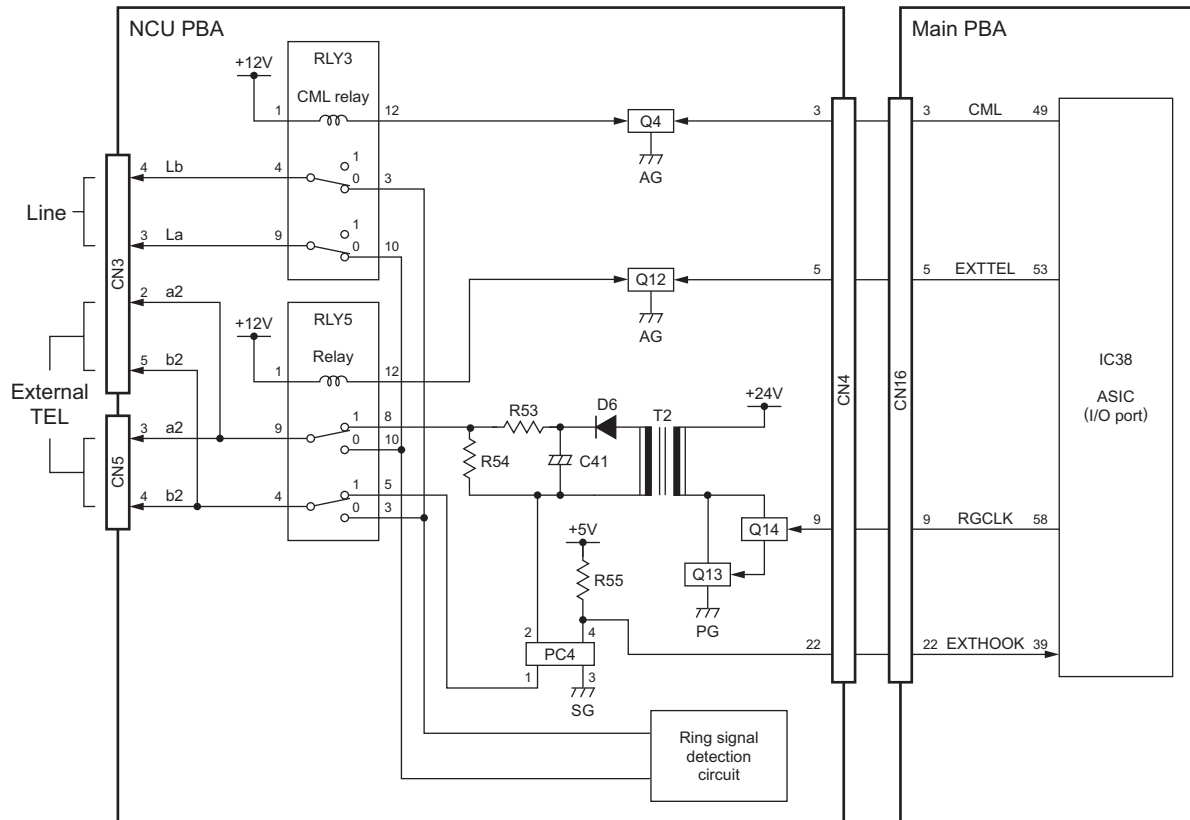 NCU PBA
Main PBA
+12V
RLY3
CML relay
1
12
Q4
AG
3
3
CML
49
4
Lb
4
1
0
3
Line
3
La
9
1
0
10
CN3
2
a2
5
b2
External
TEL
CN5
3
a2
4
b2
+12V
RLY5
Relay
1
12
Q12
AG
5
5
EXTTEL
53
9
1
8
0
10
4
1
5
0
3
R53
D6
T2
+24V
R54
C41
CN4
CN16
IC38
ASIC
(I/O port)
+5V
R55
Q14
9
9
RGCLK
58
Q13
PG
2
4
PC4
1
3
SG
22
22
EXTHOOK
39
Ring signal
detection
circuit